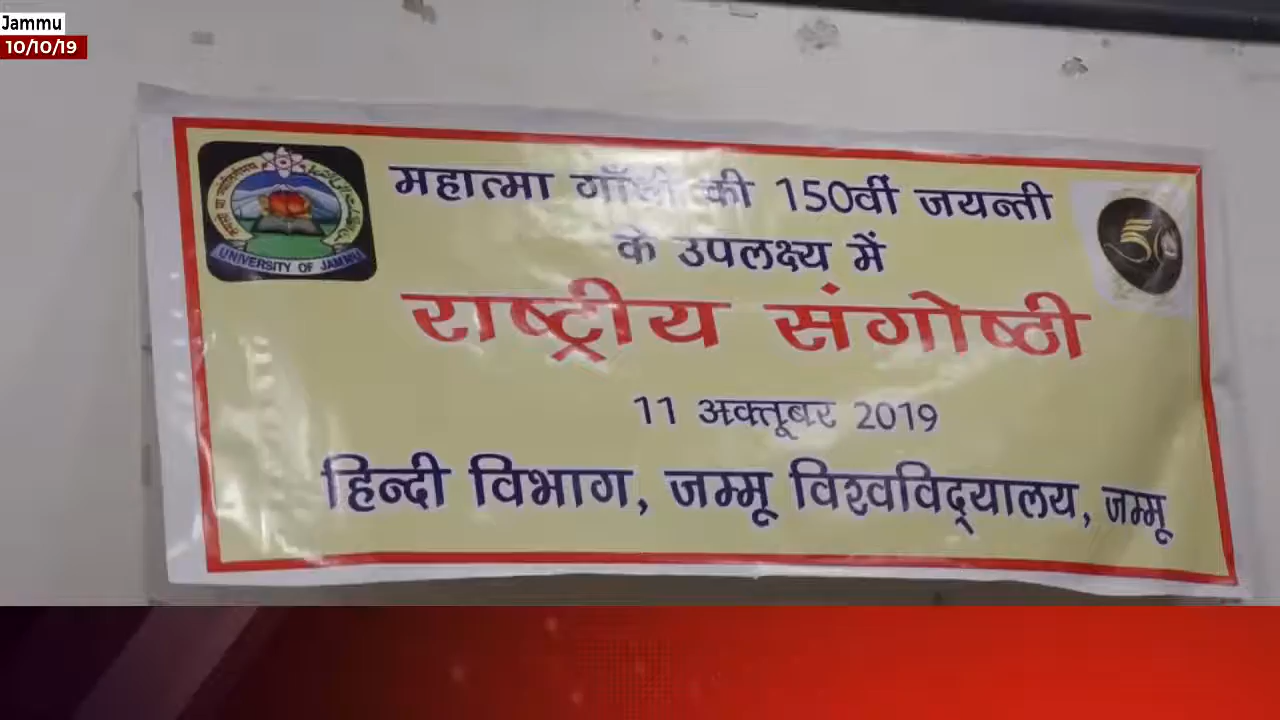 Jammu
10/10/19
महात्मा गाँधी की 150वीं जयन्ती
के उपलक्ष्य में
राष्ट्रीय संगोष्ठी
11 अक्तूबर 2019
हिन्दी विभाग, जम्मू विश्वविद्यालय, जम्मू
UNIVERSITY OF JAMMU
50